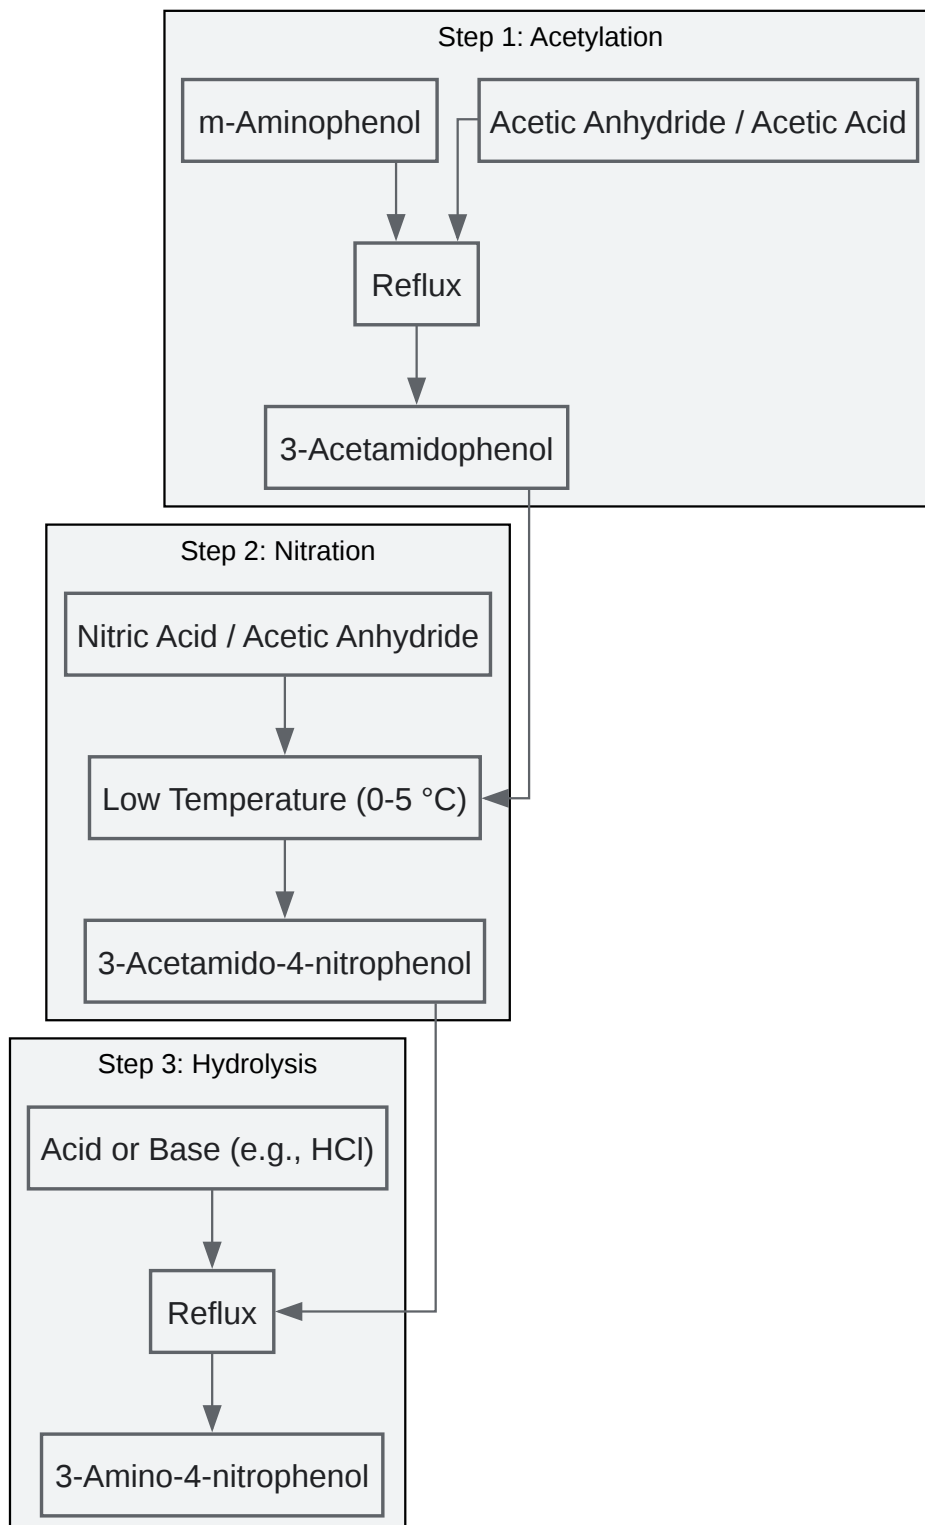 Step 1: Acetylation
m-Aminophenol
Acetic Anhydride / Acetic Acid
Reflux
3-Acetamidophenol
Step 2: Nitration
Nitric Acid / Acetic Anhydride
Low Temperature (0-5 °C)
3-Acetamido-4-nitrophenol
Step 3: Hydrolysis
Acid or Base (e.g., HCl)
Reflux
3-Amino-4-nitrophenol